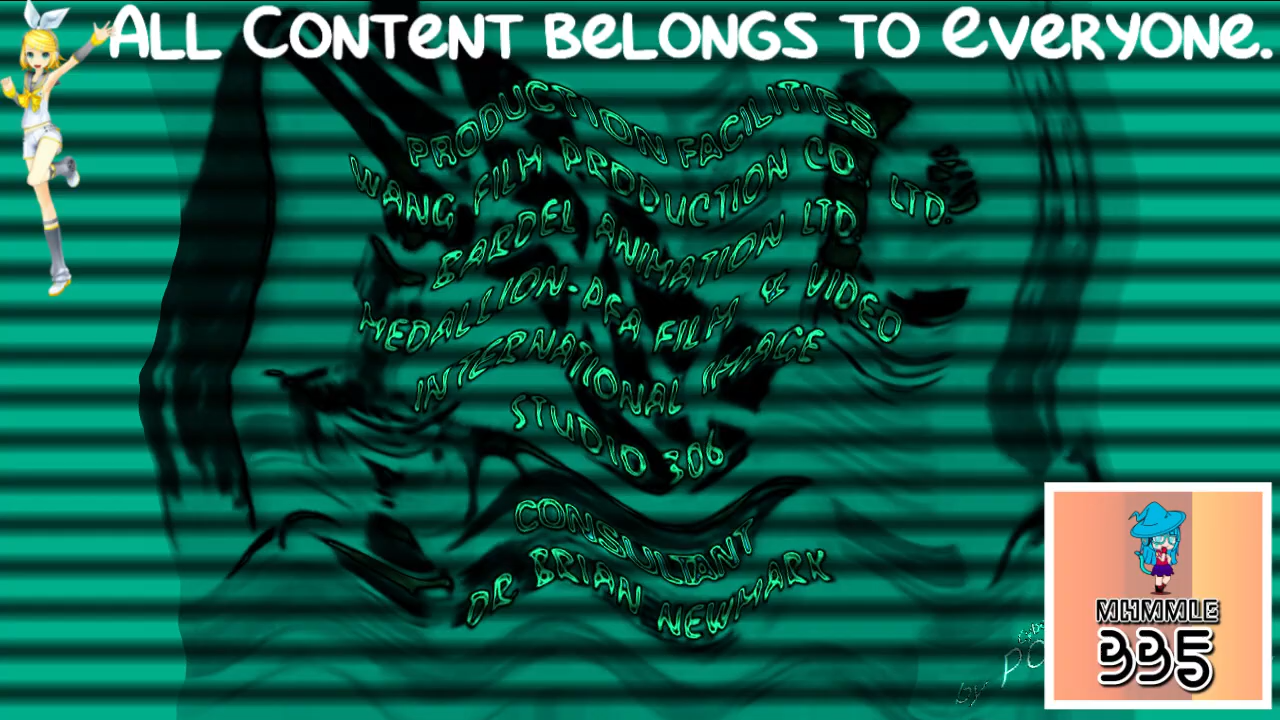 ALL CONTENT BELONGS TO EVERYONE.
PRODUCTION FACILITIES
WANG FILM PRODUCTION CO. LTD.
BARDEL ANIMATION LTD.
MEDALLION-PFA FILM & VIDEO
INTERNATIONAL IMAGE
STUDIO 306
CONSULTANT
DR BRIAN NEWMARK
by
335